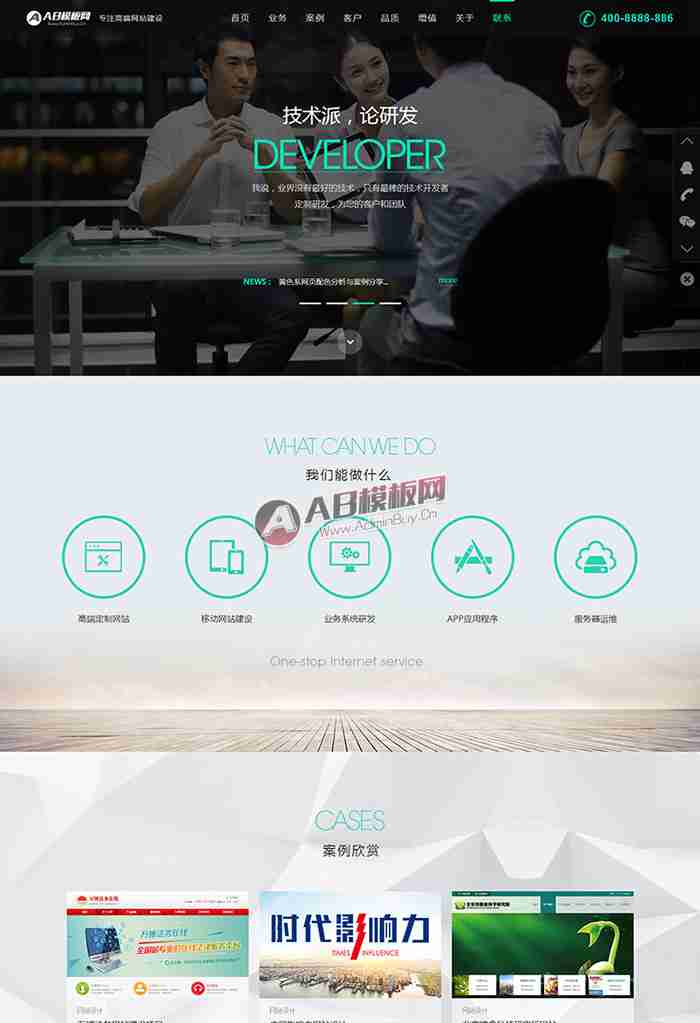 AB模板网
专注高端网站建设
首页 业务 案例 客户 品质 增值 关于 联系
400-8888-886
技术派，论研发
DEVELOPER
我说，业界没有最好的技术，只有最棒的技术开发者
定制研发，为您的客户和团队
NEWS： 黄色系网页配色分析与案例分享... more
WHAT CAN WE DO
我们能做什么
AB模板网
Www.AdminBuy.Cn
高端定制网站 移动网站建设 业务系统研发 APP应用程序 服务器运维
One-stop Internet service
CASES
案例欣赏
万博法务在线
时代影响力
TIMES INFLUENCE